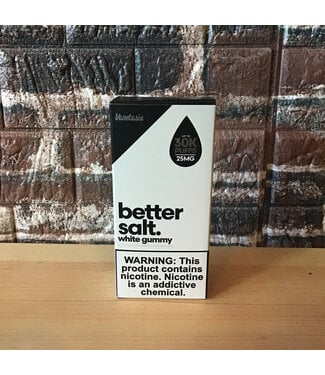 Vapetasia
UP TO
30K
PUFFS
25MG
better
salt.
white gummy
WARNING: This
product contains
nicotine. Nicotine
is an addictive
chemical.